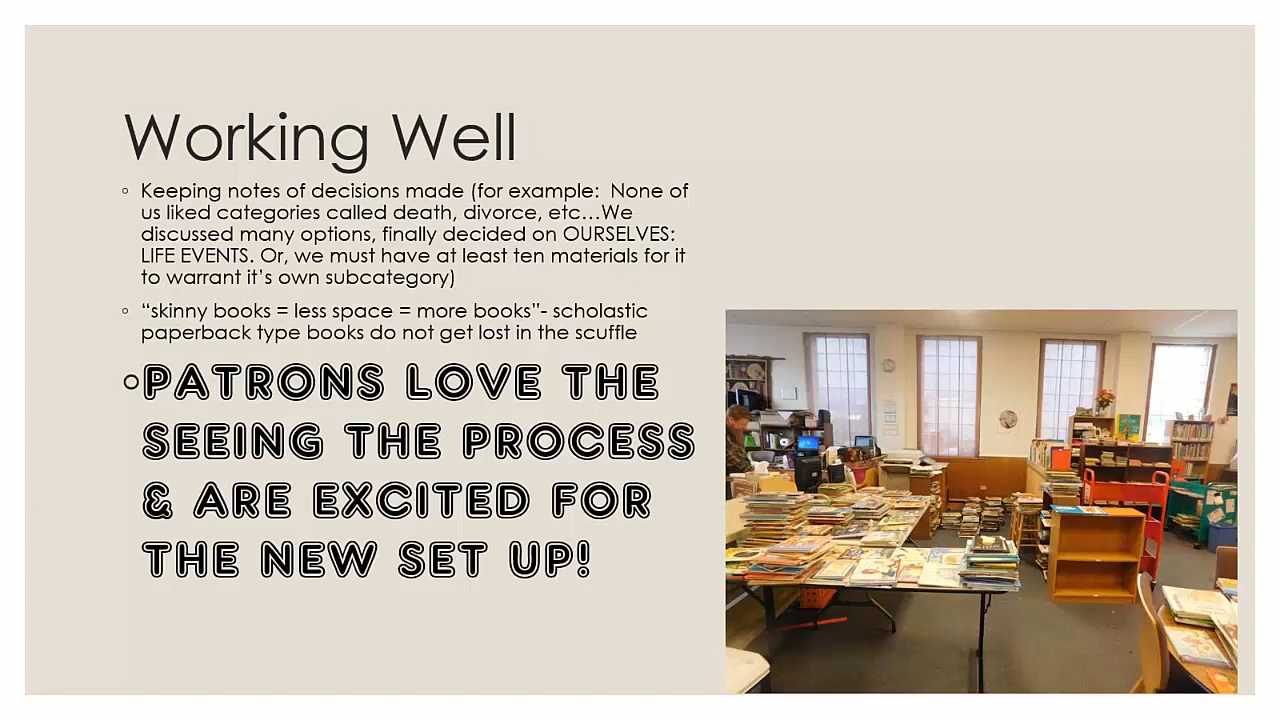 Working Well
◦ Keeping notes of decisions made (for example:  None of
us liked categories called death, divorce, etc…We
discussed many options, finally decided on OURSELVES:
LIFE EVENTS. Or, we must have at least ten materials for it
to warrant it’s own subcategory)
◦ “skinny books = less space = more books”- scholastic
paperback type books do not get lost in the scuffle
◦PATRONS LOVE THE
SEEING THE PROCESS
& ARE EXCITED FOR
THE NEW SET UP!